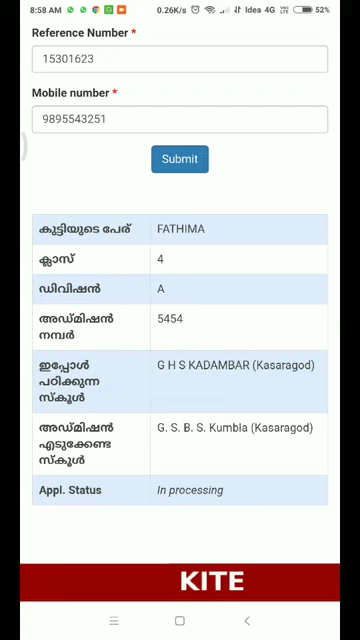 8:58 AM 0.26K/s Idea 4G VoLTE 52%
Reference Number *
15301623
Mobile number *
9895543251
Submit
കുട്ടിയുടെ പേര് FATHIMA
ക്ലാസ് 4
ഡിവിഷൻ A
അഡ്മിഷൻ 5454
നമ്പർ
ഇപ്പോൾ G H S KADAMBAR (Kasaragod)
പഠിക്കുന്ന
സ്കൂൾ
അഡ്മിഷൻ G. S. B. S. Kumbla (Kasaragod)
എടുക്കേണ്ട
സ്കൂൾ
Appl. Status In processing
KITE